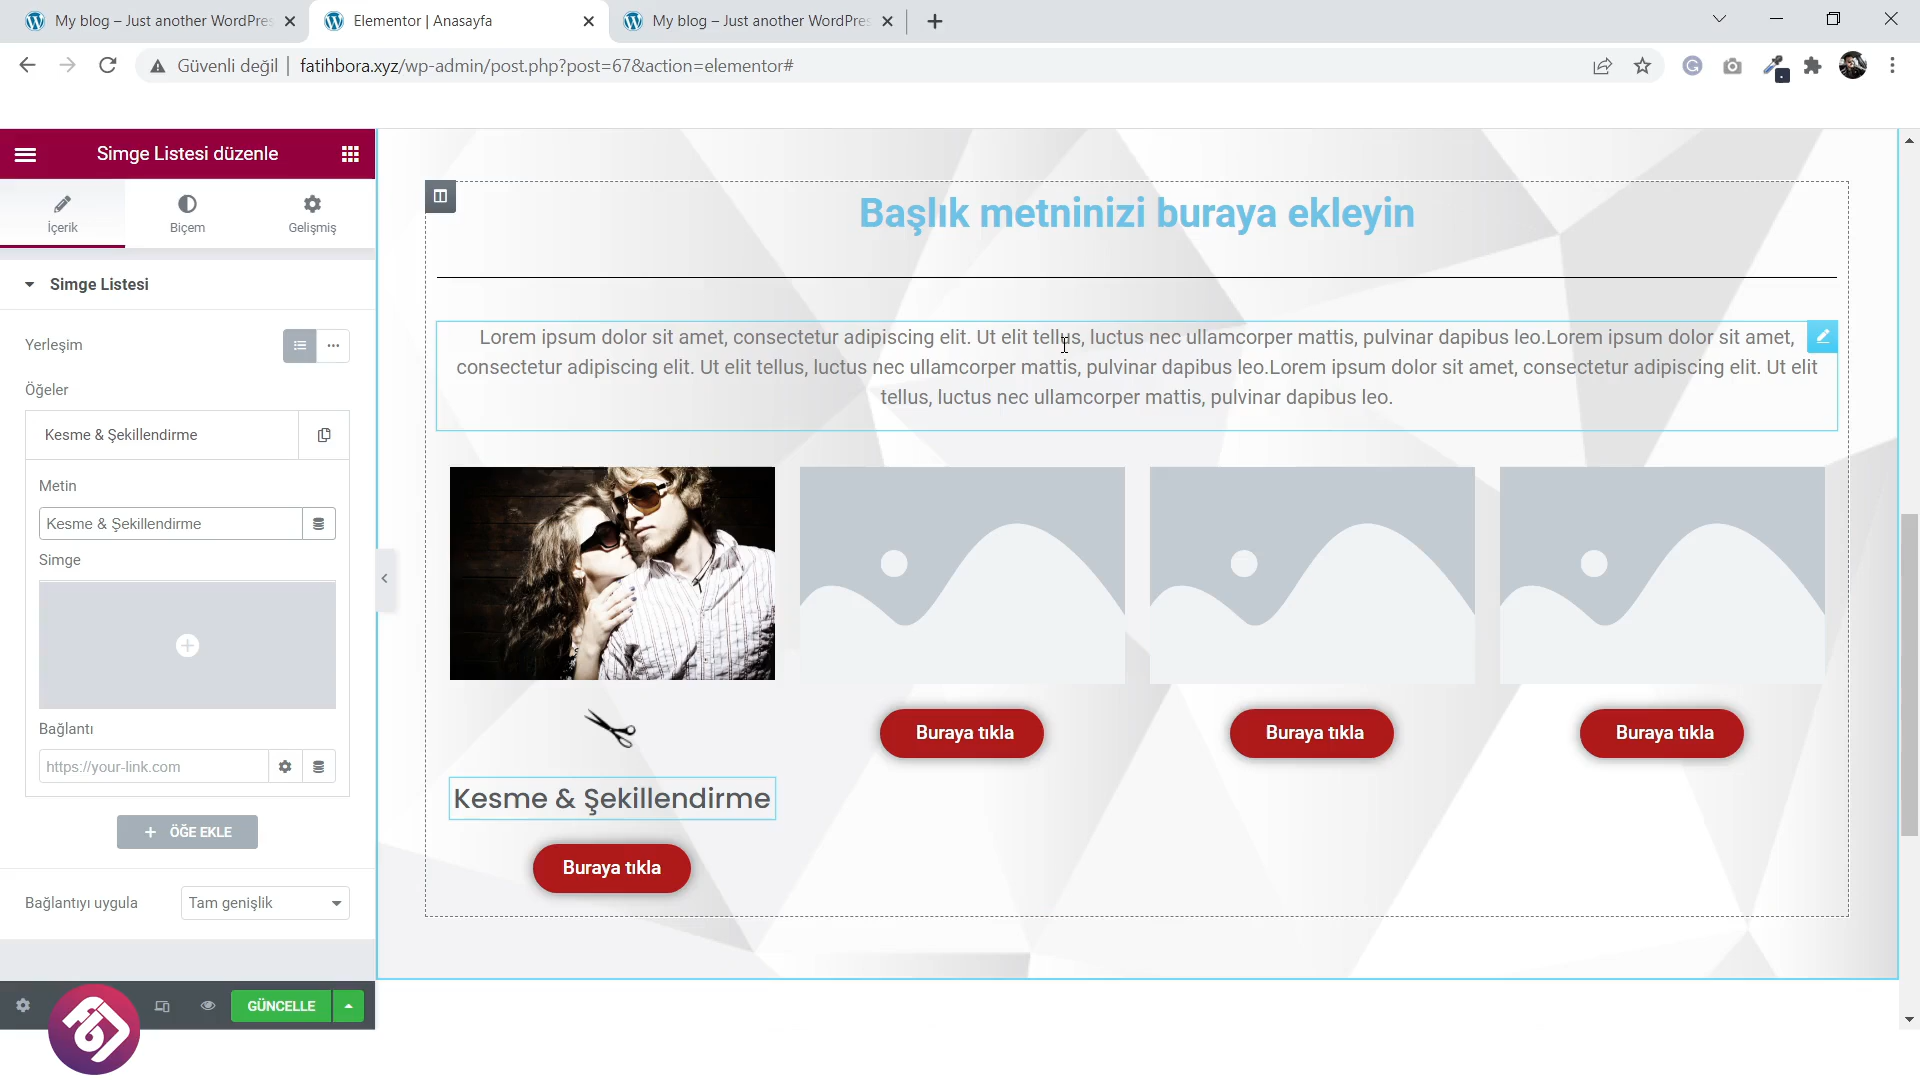 My blog – Just another WordPres
Elementor | Anasayfa
My blog – Just another WordPres
Güvenli değil
fatihbora.xyz/wp-admin/post.php?post=67&action=elementor#
Simge Listesi düzenle
İçerik
Biçem
Gelişmiş
Simge Listesi
Yerleşim
Öğeler
Kesme & Şekillendirme
Metin
Kesme & Şekillendirme
Simge
Bağlantı
https://your-link.com
+ ÖĞE EKLE
Bağlantıyı uygula
Tam genişlik
GÜNCELLE
Başlık metninizi buraya ekleyin
Lorem ipsum dolor sit amet, consectetur adipiscing elit. Ut elit tellus, luctus nec ullamcorper mattis, pulvinar dapibus leo.Lorem ipsum dolor sit amet,
consectetur adipiscing elit. Ut elit tellus, luctus nec ullamcorper mattis, pulvinar dapibus leo.Lorem ipsum dolor sit amet, consectetur adipiscing elit. Ut elit
tellus, luctus nec ullamcorper mattis, pulvinar dapibus leo.
Buraya tıkla
Buraya tıkla
Buraya tıkla
Kesme & Şekillendirme
Buraya tıkla